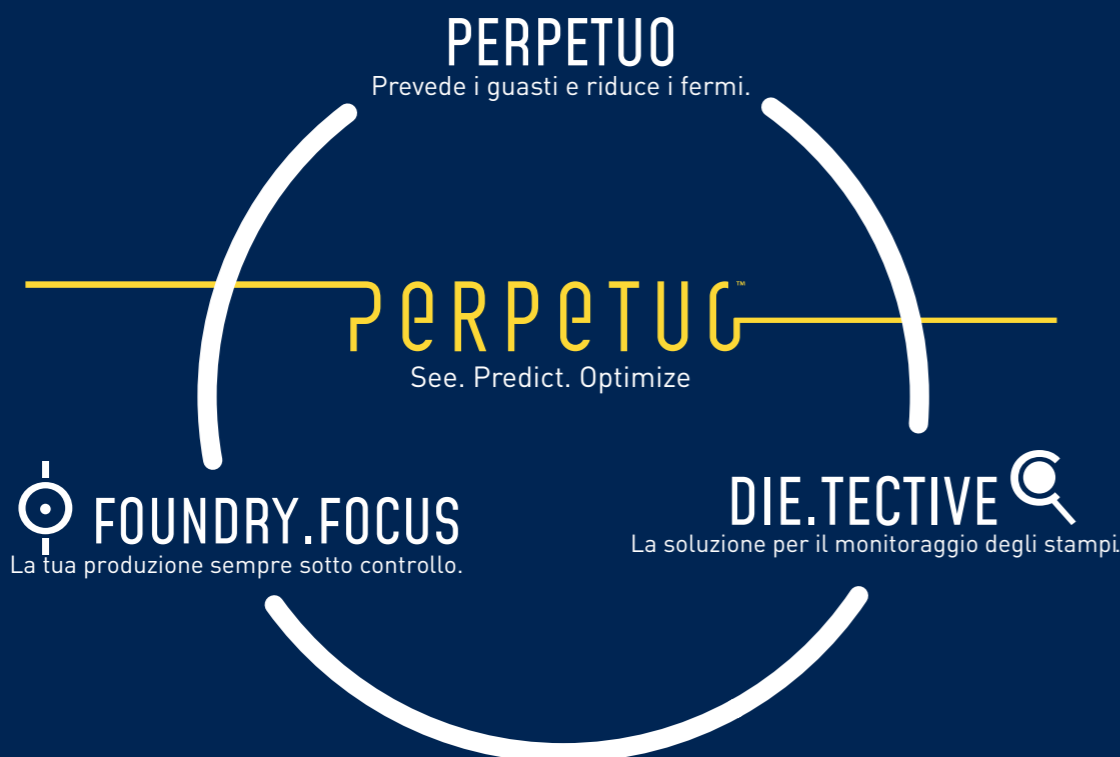 PERPETUO
Prevede i guasti e riduce i fermi.
PERPETUO™
See. Predict. Optimize
FOUNDRY.FOCUS
La tua produzione sempre sotto controllo.
DIE.TECTIVE
La soluzione per il monitoraggio degli stampi.